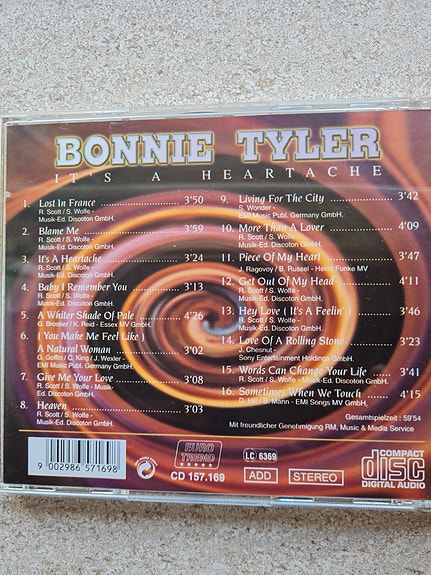 BONNIE TYLER
IT'S A HEARTACHE
1. Lost In France 3'50
R. Scott / S. Wolfe -
Musik-Ed. Discoton GmbH.
2. Blame Me 3'59
R. Scott / S. Wolfe -
Musik-Ed. Discoton GmbH.
3. It's A Heartache 3'24
R. Scott / S. Wolfe -
Musik-Ed. Discoton GmbH.
4. Baby I Remember You 3'13
R. Scott / S. Wolfe -
Musik-Ed. Discoton GmbH.
5. A Whiter Shade Of Pale 4'26
G. Brooker / K. Reid - Essex MV GmbH.
6. ( You Make Me Feel Like )
A Natural Woman 3'02
G. Goffin / C. King / J. Wexler -
EMI Music Publ. Germany GmbH.
7. Give Me Your Love 3'08
R. Scott / S. Wolfe - Musik-
Ed. Discoton GmbH.
8. Heaven 3'03
R. Scott / S. Wolfe -
Musik-Ed. Discoton GmbH.
9. Living For The City 3'42
S. Wonder -
EMI Music Publ. Germany GmbH.
10. More Than A Lover 4'09
R. Scott / S. Wolfe -
Musik-Ed. Discoton GmbH.
11. Piece Of My Heart 3'47
J. Ragovoy / B. Russel - Heinz Funke MV
12. Get Out Of My Head 4'11
R. Scott / S. Wolfe -
Musik-Ed. Discoton GmbH.
13. Hey Love ( It's A Feelin' ) 3'46
R. Scott / S. Wolfe -
Musik-Ed. Discoton GmbH.
14. Love Of A Rolling Stone 3'23
J. Chesnut -
Sony Entertainment Holdings GmbH.
15. Words Can Change Your Life 3'41
R. Scott / S. Wolfe - Musik-Ed. Discoton GmbH.
16. Sometimes When We Touch 4'15
D. Hill / B. Mann - EMI Songs MV GmbH.
Gesamtspielzeit : 59'54
Mit freundlicher Genehmigung RM, Music & Media Service
9 002986 571698
EURO
TREND
CD 157.169
LC 6369
ADD
STEREO
COMPACT
disc
DIGITAL AUDIO